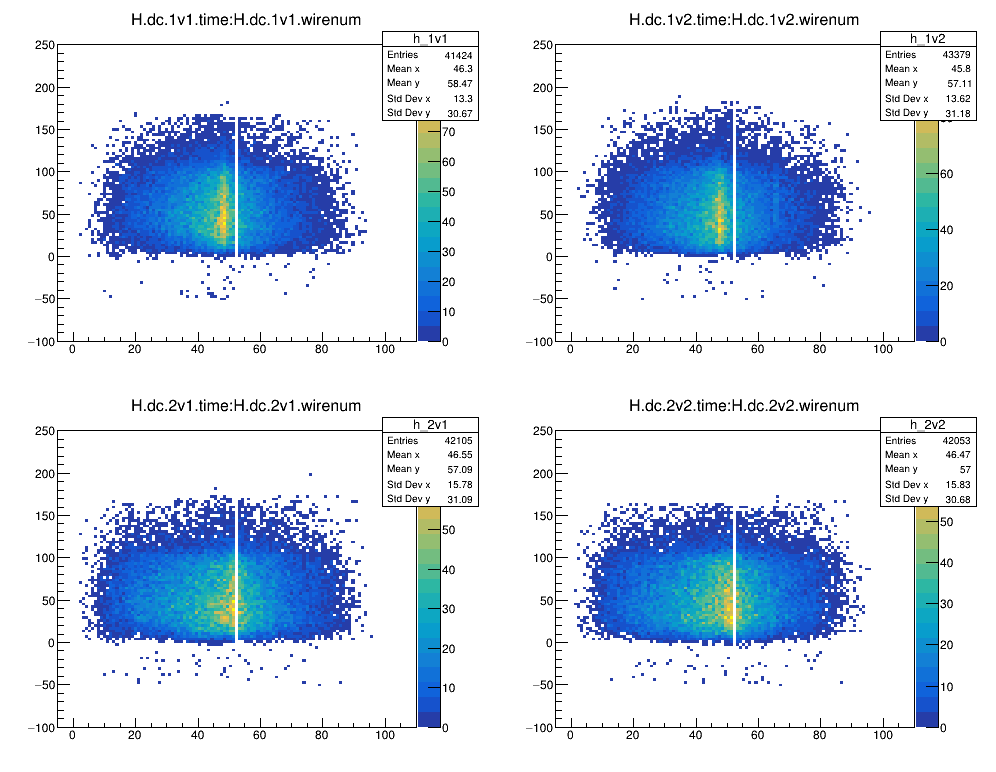 H.dc.1v1.time:H.dc.1v1.wirenum
h_1v1
Entries 41424
Mean x 46.3
Mean y 58.47
Std Dev x 13.3
Std Dev y 30.67
250
200
150
100
50
0
−50
−100
0 20 40 60 80 100
70
60
50
40
30
20
10
0
H.dc.1v2.time:H.dc.1v2.wirenum
h_1v2
Entries 43379
Mean x 45.8
Mean y 57.11
Std Dev x 13.62
Std Dev y 31.18
250
200
150
100
50
0
−50
−100
0 20 40 60 80 100
60
40
20
0
H.dc.2v1.time:H.dc.2v1.wirenum
h_2v1
Entries 42105
Mean x 46.55
Mean y 57.09
Std Dev x 15.78
Std Dev y 31.09
250
200
150
100
50
0
−50
−100
0 20 40 60 80 100
50
40
30
20
10
0
H.dc.2v2.time:H.dc.2v2.wirenum
h_2v2
Entries 42053
Mean x 46.47
Mean y 57
Std Dev x 15.83
Std Dev y 30.68
250
200
150
100
50
0
−50
−100
0 20 40 60 80 100
50
40
30
20
10
0